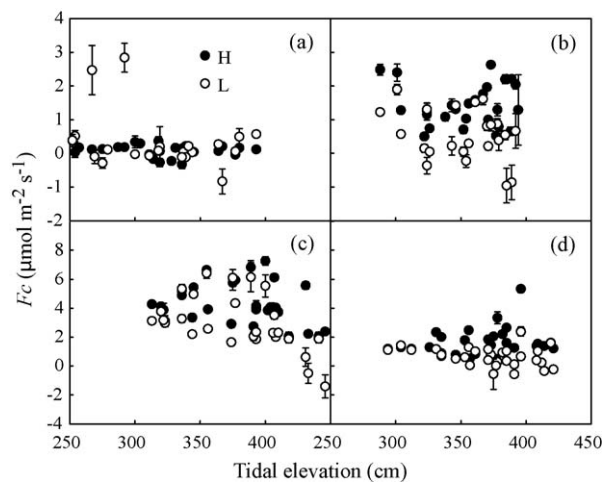 4
3
2
1
0
-1
-2
(a)
H
L
(b)
Fc (μmol m⁻² s⁻¹)
8
6
4
2
0
-2
-4
(c)
(d)
250 300 350 400 250 300 350 400 450
Tidal elevation (cm)